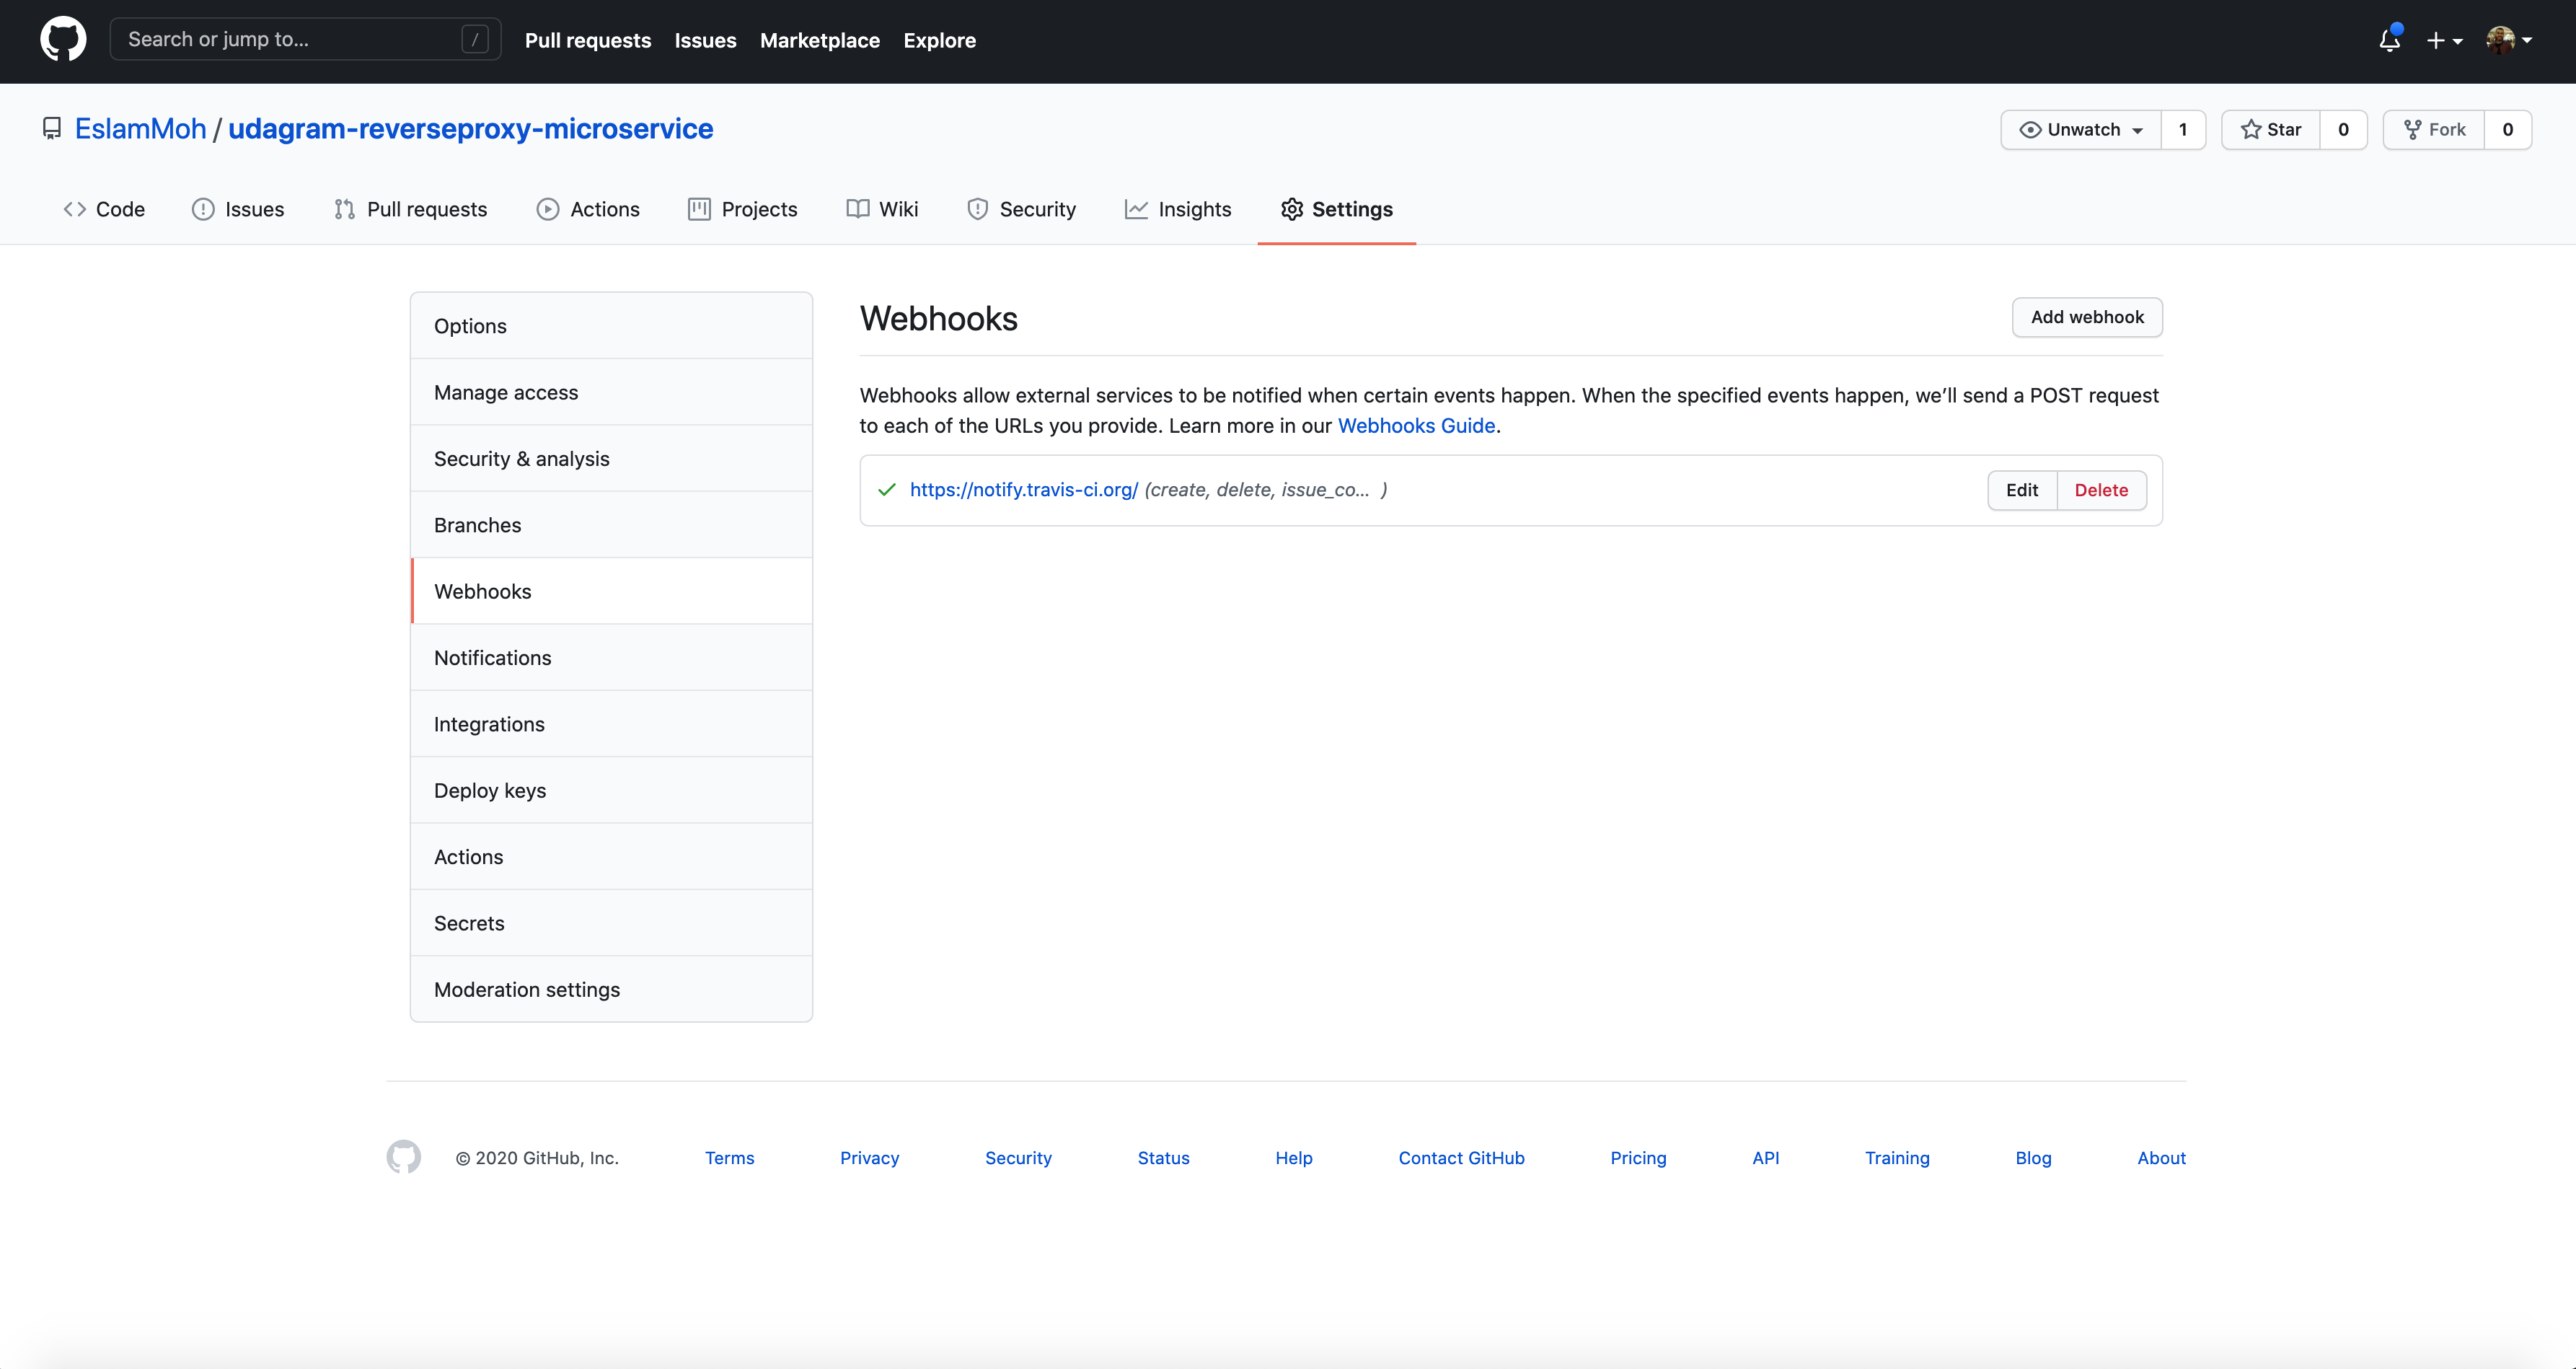 Search or jump to... /
Pull requests Issues Marketplace Explore
EslamMoh / udagram-reverseproxy-microservice
Unwatch 1 Star 0 Fork 0
Code Issues Pull requests Actions Projects Wiki Security Insights Settings
Options
Manage access
Security & analysis
Branches
Webhooks
Notifications
Integrations
Deploy keys
Actions
Secrets
Moderation settings
Webhooks
Add webhook
Webhooks allow external services to be notified when certain events happen. When the specified events happen, we’ll send a POST request
to each of the URLs you provide. Learn more in our Webhooks Guide.
https://notify.travis-ci.org/ (create, delete, issue_co... )
Edit Delete
© 2020 GitHub, Inc. Terms Privacy Security Status Help Contact GitHub Pricing API Training Blog About